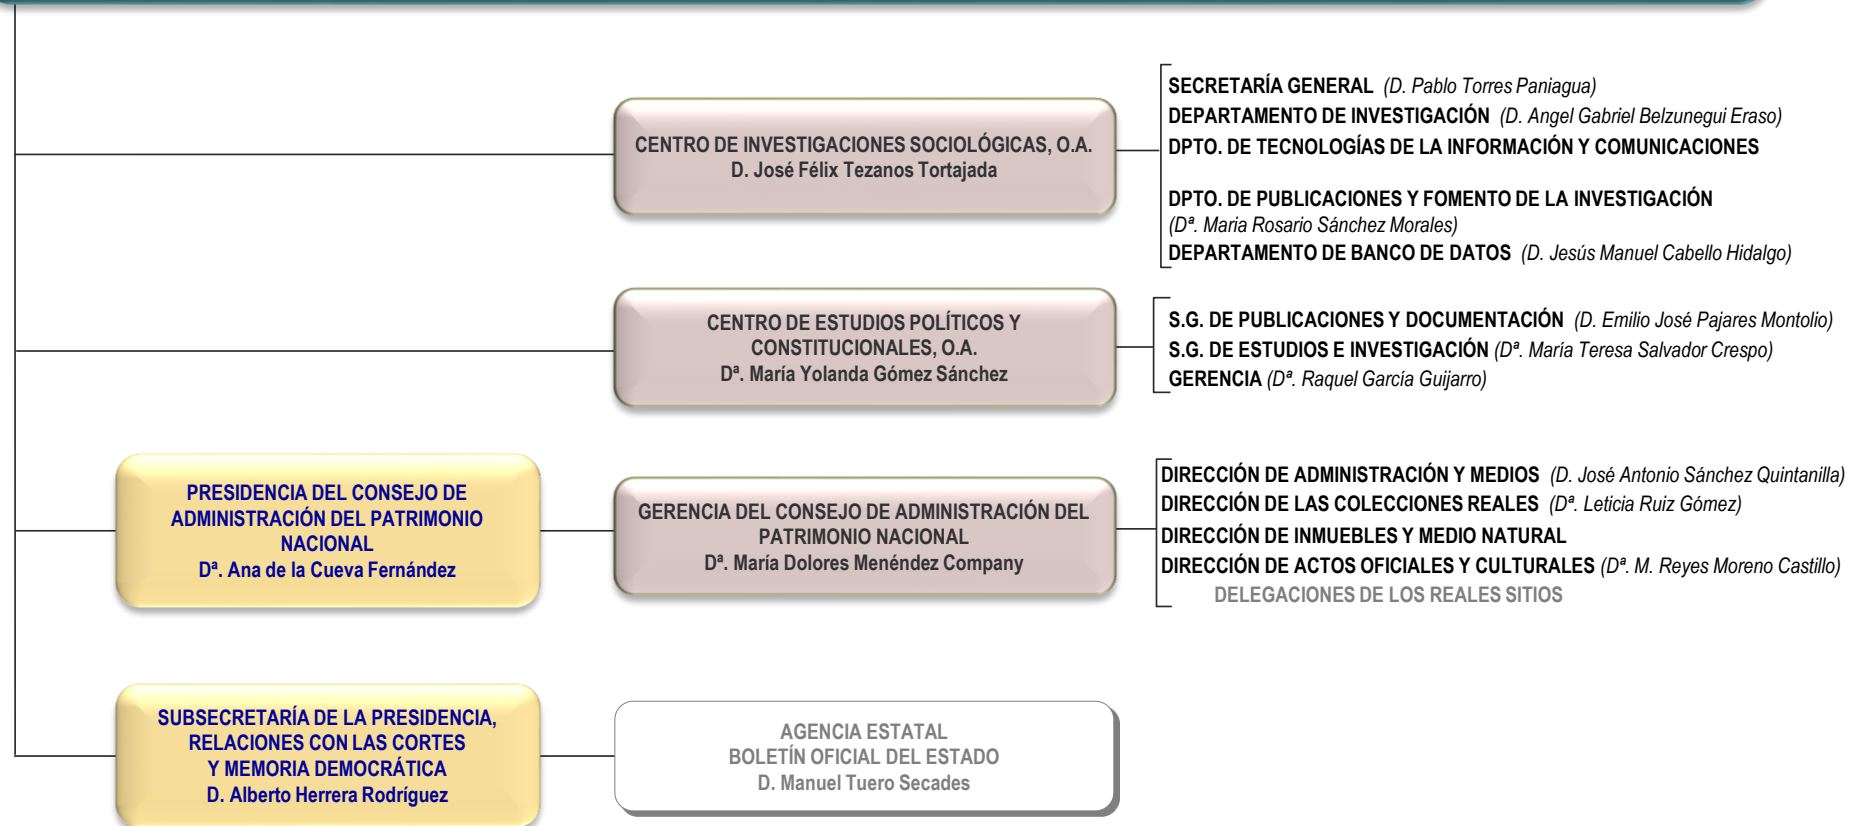 CENTRO DE INVESTIGACIONES SOCIOLÓGICAS, O.A.
D. José Félix Tezanos Tortajada
SECRETARÍA GENERAL (D. Pablo Torres Paniagua)
DEPARTAMENTO DE INVESTIGACIÓN (D. Angel Gabriel Belzunegui Eraso)
DPTO. DE TECNOLOGÍAS DE LA INFORMACIÓN Y COMUNICACIONES
DPTO. DE PUBLICACIONES Y FOMENTO DE LA INVESTIGACIÓN
(Dª. Maria Rosario Sánchez Morales)
DEPARTAMENTO DE BANCO DE DATOS (D. Jesús Manuel Cabello Hidalgo)
CENTRO DE ESTUDIOS POLÍTICOS Y
CONSTITUCIONALES, O.A.
Dª. María Yolanda Gómez Sánchez
S.G. DE PUBLICACIONES Y DOCUMENTACIÓN (D. Emilio José Pajares Montolio)
S.G. DE ESTUDIOS E INVESTIGACIÓN (Dª. María Teresa Salvador Crespo)
GERENCIA (Dª. Raquel García Guijarro)
PRESIDENCIA DEL CONSEJO DE
ADMINISTRACIÓN DEL PATRIMONIO
NACIONAL
Dª. Ana de la Cueva Fernández
GERENCIA DEL CONSEJO DE ADMINISTRACIÓN DEL
PATRIMONIO NACIONAL
Dª. María Dolores Menéndez Company
DIRECCIÓN DE ADMINISTRACIÓN Y MEDIOS (D. José Antonio Sánchez Quintanilla)
DIRECCIÓN DE LAS COLECCIONES REALES (Dª. Leticia Ruiz Gómez)
DIRECCIÓN DE INMUEBLES Y MEDIO NATURAL
DIRECCIÓN DE ACTOS OFICIALES Y CULTURALES (Dª. M. Reyes Moreno Castillo)
DELEGACIONES DE LOS REALES SITIOS
SUBSECRETARÍA DE LA PRESIDENCIA,
RELACIONES CON LAS CORTES
Y MEMORIA DEMOCRÁTICA
D. Alberto Herrera Rodríguez
AGENCIA ESTATAL
BOLETÍN OFICIAL DEL ESTADO
D. Manuel Tuero Secades